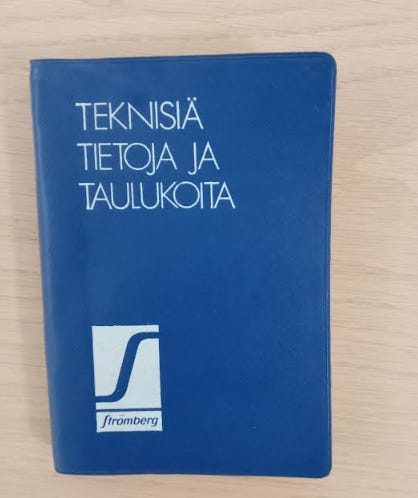 TEKNISIÄ
TIETOJA JA
TAULUKOITA
Strömberg